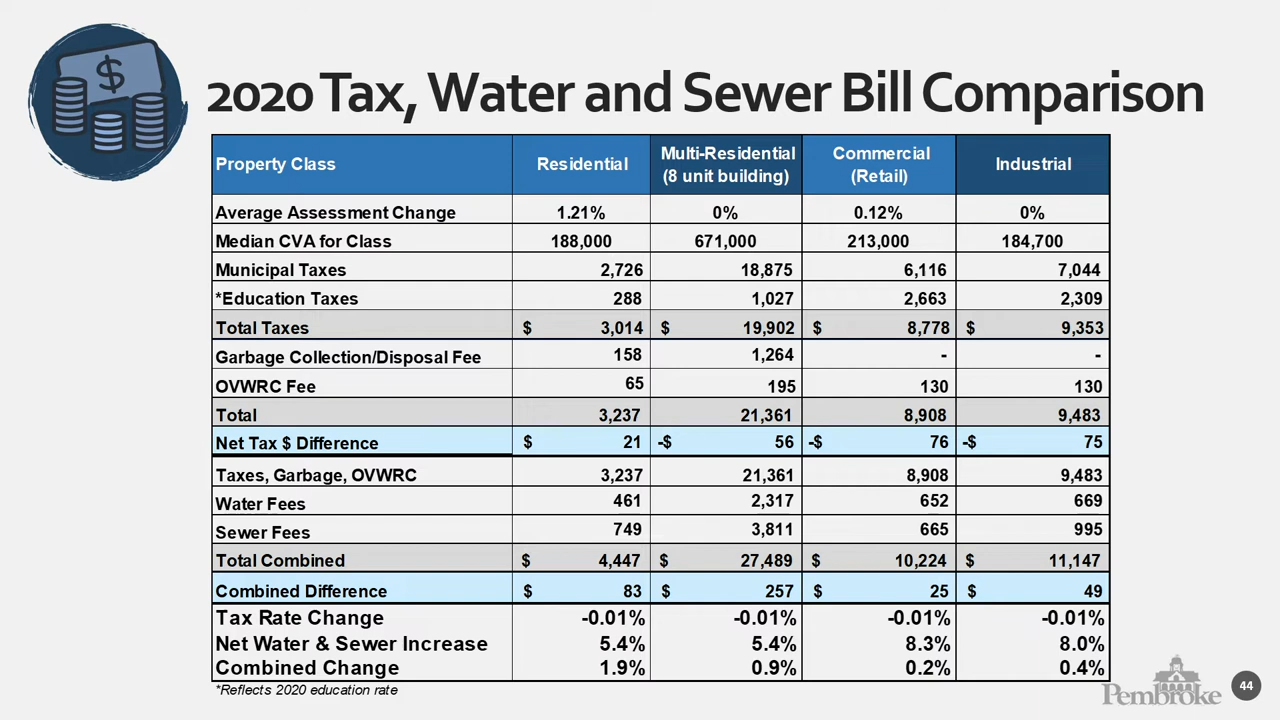 $
2020 Tax, Water and Sewer Bill Comparison
Property Class Residential Multi-Residential (8 unit building) Commercial (Retail) Industrial
Average Assessment Change 1.21% 0% 0.12% 0%
Median CVA for Class 188,000 671,000 213,000 184,700
Municipal Taxes 2,726 18,875 6,116 7,044
*Education Taxes 288 1,027 2,663 2,309
Total Taxes $ 3,014 $ 19,902 $ 8,778 $ 9,353
Garbage Collection/Disposal Fee 158 1,264 - -
OVWRC Fee 65 195 130 130
Total 3,237 21,361 8,908 9,483
Net Tax $ Difference $ 21 -$ 56 -$ 76 -$ 75
Taxes, Garbage, OVWRC 3,237 21,361 8,908 9,483
Water Fees 461 2,317 652 669
Sewer Fees 749 3,811 665 995
Total Combined $ 4,447 $ 27,489 $ 10,224 $ 11,147
Combined Difference $ 83 $ 257 $ 25 $ 49
Tax Rate Change -0.01% -0.01% -0.01% -0.01%
Net Water & Sewer Increase 5.4% 5.4% 8.3% 8.0%
Combined Change 1.9% 0.9% 0.2% 0.4%
*Reflects 2020 education rate
Pembroke
44